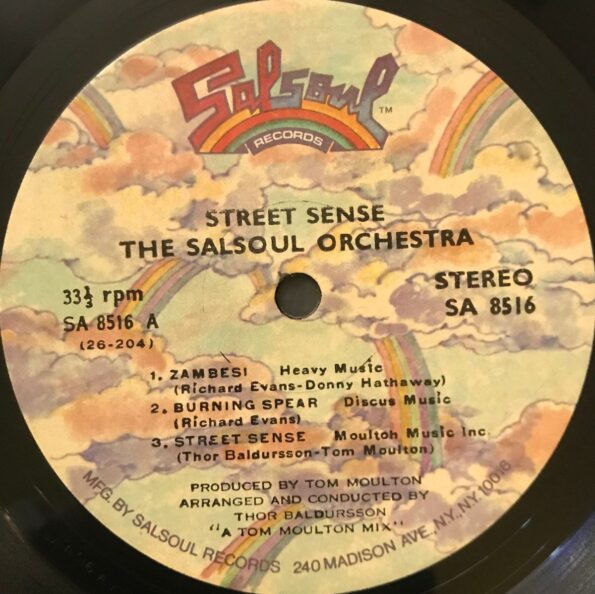 Salsoul TM
RECORDS
STREET SENSE
THE SALSOUL ORCHESTRA
33⅓ rpm
SA 8516 A
(26-204)
STEREO
SA 8516
1. ZAMBESI Heavy Music
(Richard Evans-Donny Hathaway)
2. BURNING SPEAR Discus Music
(Richard Evans)
3. STREET SENSE Moultoh Music Inc.
(Thor Baldursson-Tom Moulton)
PRODUCED BY TOM MOULTON
ARRANGED AND CONDUCTED BY
THOR BALDURSSON
"A TOM MOULTON MIX"
MFG. BY SALSOUL RECORDS 240 MADISON AVE., NY., NY. 10016